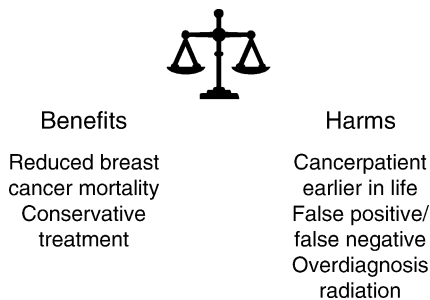 Benefits
Reduced breast
cancer mortality
Conservative
treatment
Harms
Cancerpatient
earlier in life
False positive/
false negative
Overdiagnosis
radiation